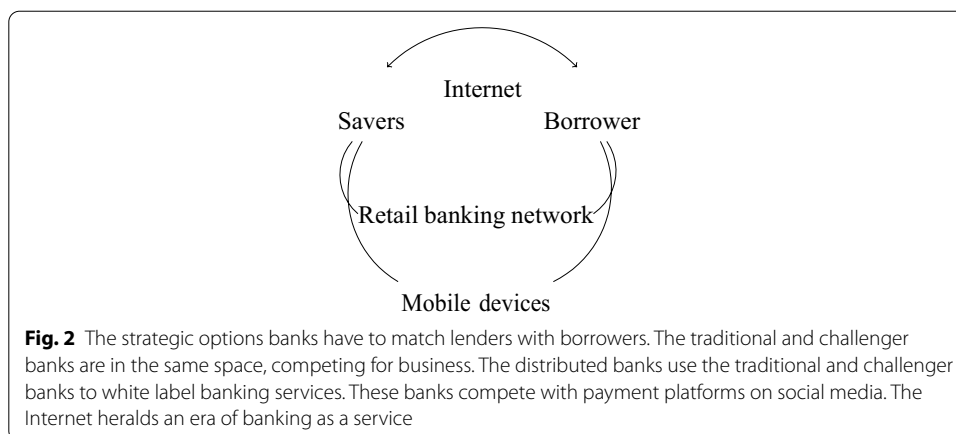 Internet
Savers Borrower
Retail banking network
Mobile devices
Fig. 2 The strategic options banks have to match lenders with borrowers. The traditional and challenger
banks are in the same space, competing for business. The distributed banks use the traditional and challenger
banks to white label banking services. These banks compete with payment platforms on social media. The
Internet heralds an era of banking as a service